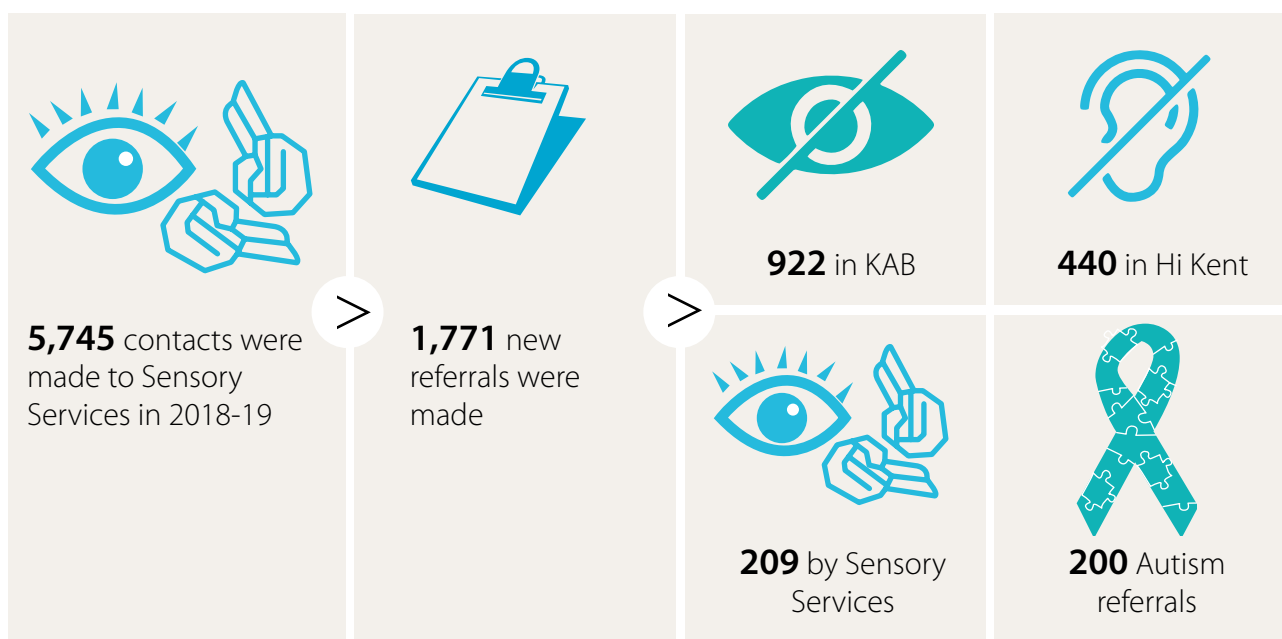 5,745 contacts were
made to Sensory
Services in 2018-19
>
1,771 new
referrals were
made
>
922 in KAB
440 in Hi Kent
209 by Sensory
Services
200 Autism
referrals